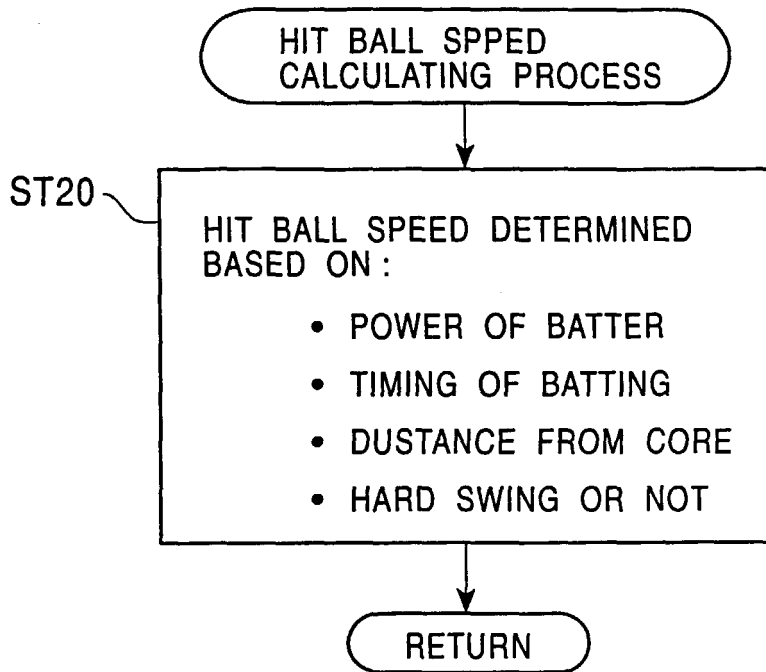 HIT BALL SPPED
CALCULATING PROCESS
ST20
HIT BALL SPEED DETERMINED
BASED ON :
• POWER OF BATTER
• TIMING OF BATTING
• DUSTANCE FROM CORE
• HARD SWING OR NOT
RETURN